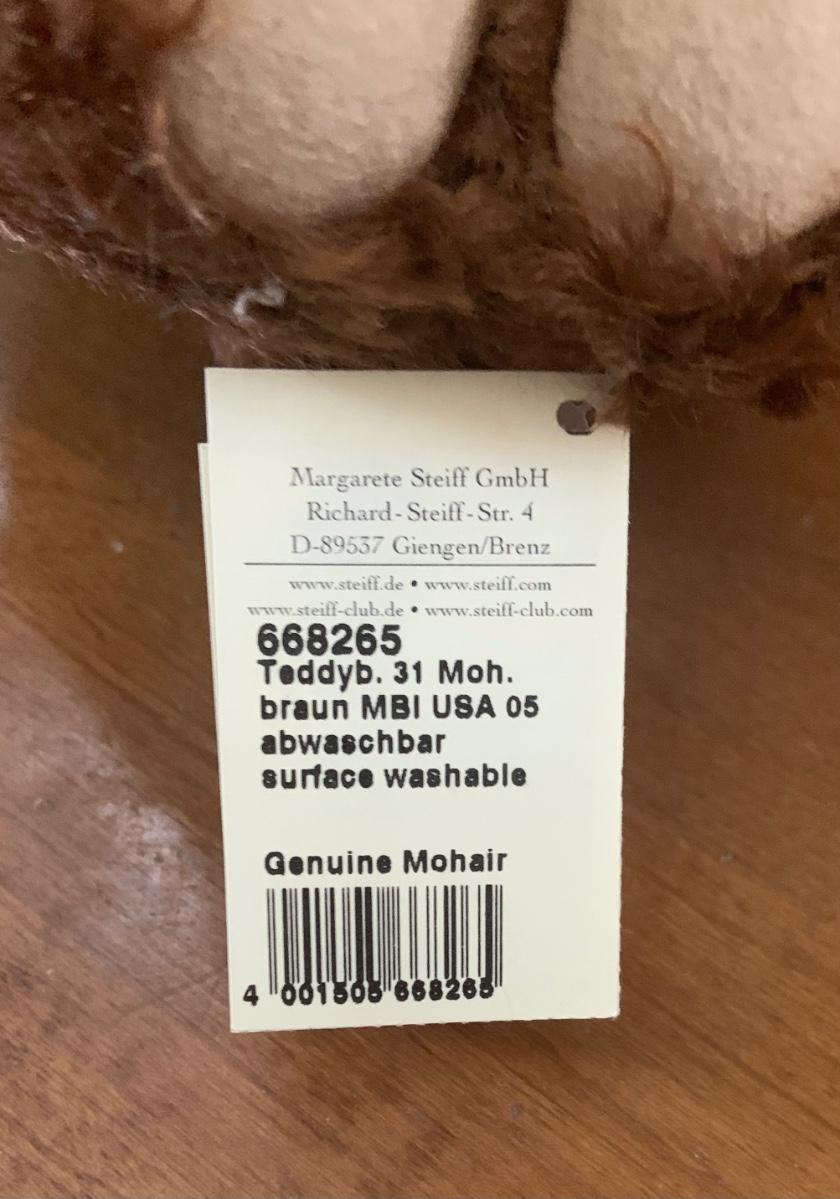 Margarete Steiff GmbH
Richard-Steiff-Str. 4
D-89537 Giengen/Brenz
www.steiff.de • www.steiff.com
www.steiff-club.de • www.steiff-club.com
668265
Teddyb. 31 Moh.
braun MBI USA 05
abwaschbar
surface washable
Genuine Mohair
4 001505 668265